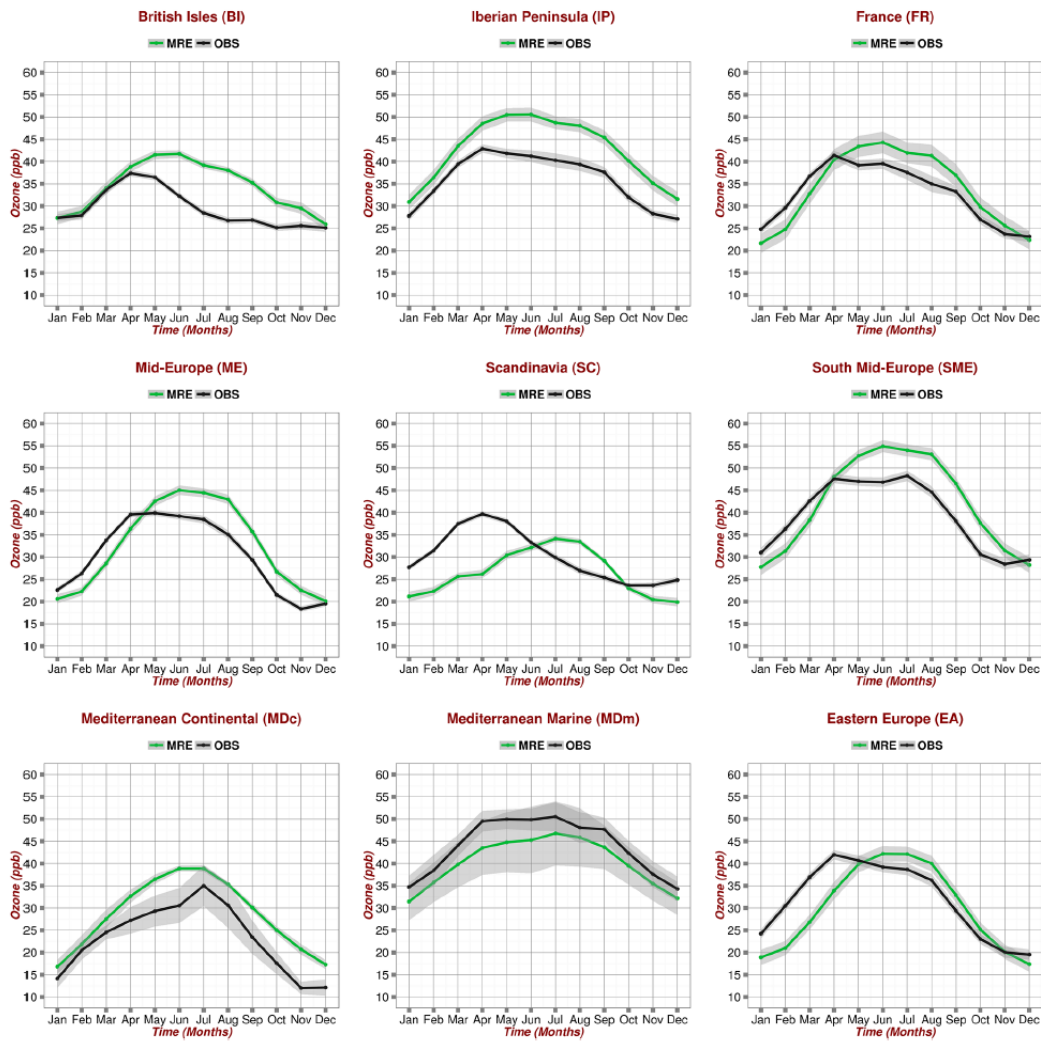 British Isles (BI)
MRE OBS
Ozone (ppb)
60
55
50
45
40
35
30
25
20
15
10
Jan Feb Mar Apr May Jun Jul Aug Sep Oct Nov Dec
Time (Months)
Iberian Peninsula (IP)
MRE OBS
Ozone (ppb)
60
55
50
45
40
35
30
25
20
15
10
Jan Feb Mar Apr May Jun Jul Aug Sep Oct Nov Dec
Time (Months)
France (FR)
MRE OBS
Ozone (ppb)
60
55
50
45
40
35
30
25
20
15
10
Jan Feb Mar Apr May Jun Jul Aug Sep Oct Nov Dec
Time (Months)
Mid-Europe (ME)
MRE OBS
Ozone (ppb)
60
55
50
45
40
35
30
25
20
15
10
Jan Feb Mar Apr May Jun Jul Aug Sep Oct Nov Dec
Time (Months)
Scandinavia (SC)
MRE OBS
Ozone (ppb)
60
55
50
45
40
35
30
25
20
15
10
Jan Feb Mar Apr May Jun Jul Aug Sep Oct Nov Dec
Time (Months)
South Mid-Europe (SME)
MRE OBS
Ozone (ppb)
60
55
50
45
40
35
30
25
20
15
10
Jan Feb Mar Apr May Jun Jul Aug Sep Oct Nov Dec
Time (Months)
Mediterranean Continental (MDc)
MRE OBS
Ozone (ppb)
60
55
50
45
40
35
30
25
20
15
10
Jan Feb Mar Apr May Jun Jul Aug Sep Oct Nov Dec
Time (Months)
Mediterranean Marine (MDm)
MRE OBS
Ozone (ppb)
60
55
50
45
40
35
30
25
20
15
10
Jan Feb Mar Apr May Jun Jul Aug Sep Oct Nov Dec
Time (Months)
Eastern Europe (EA)
MRE OBS
Ozone (ppb)
60
55
50
45
40
35
30
25
20
15
10
Jan Feb Mar Apr May Jun Jul Aug Sep Oct Nov Dec
Time (Months)